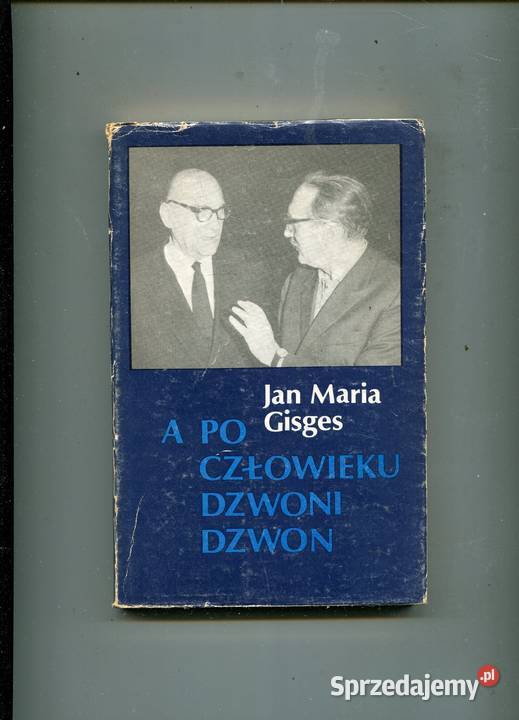 Jan Maria
Gisges
A PO
CZŁOWIEKU
DZWONI
DZWON
Sprzedajemy.pl